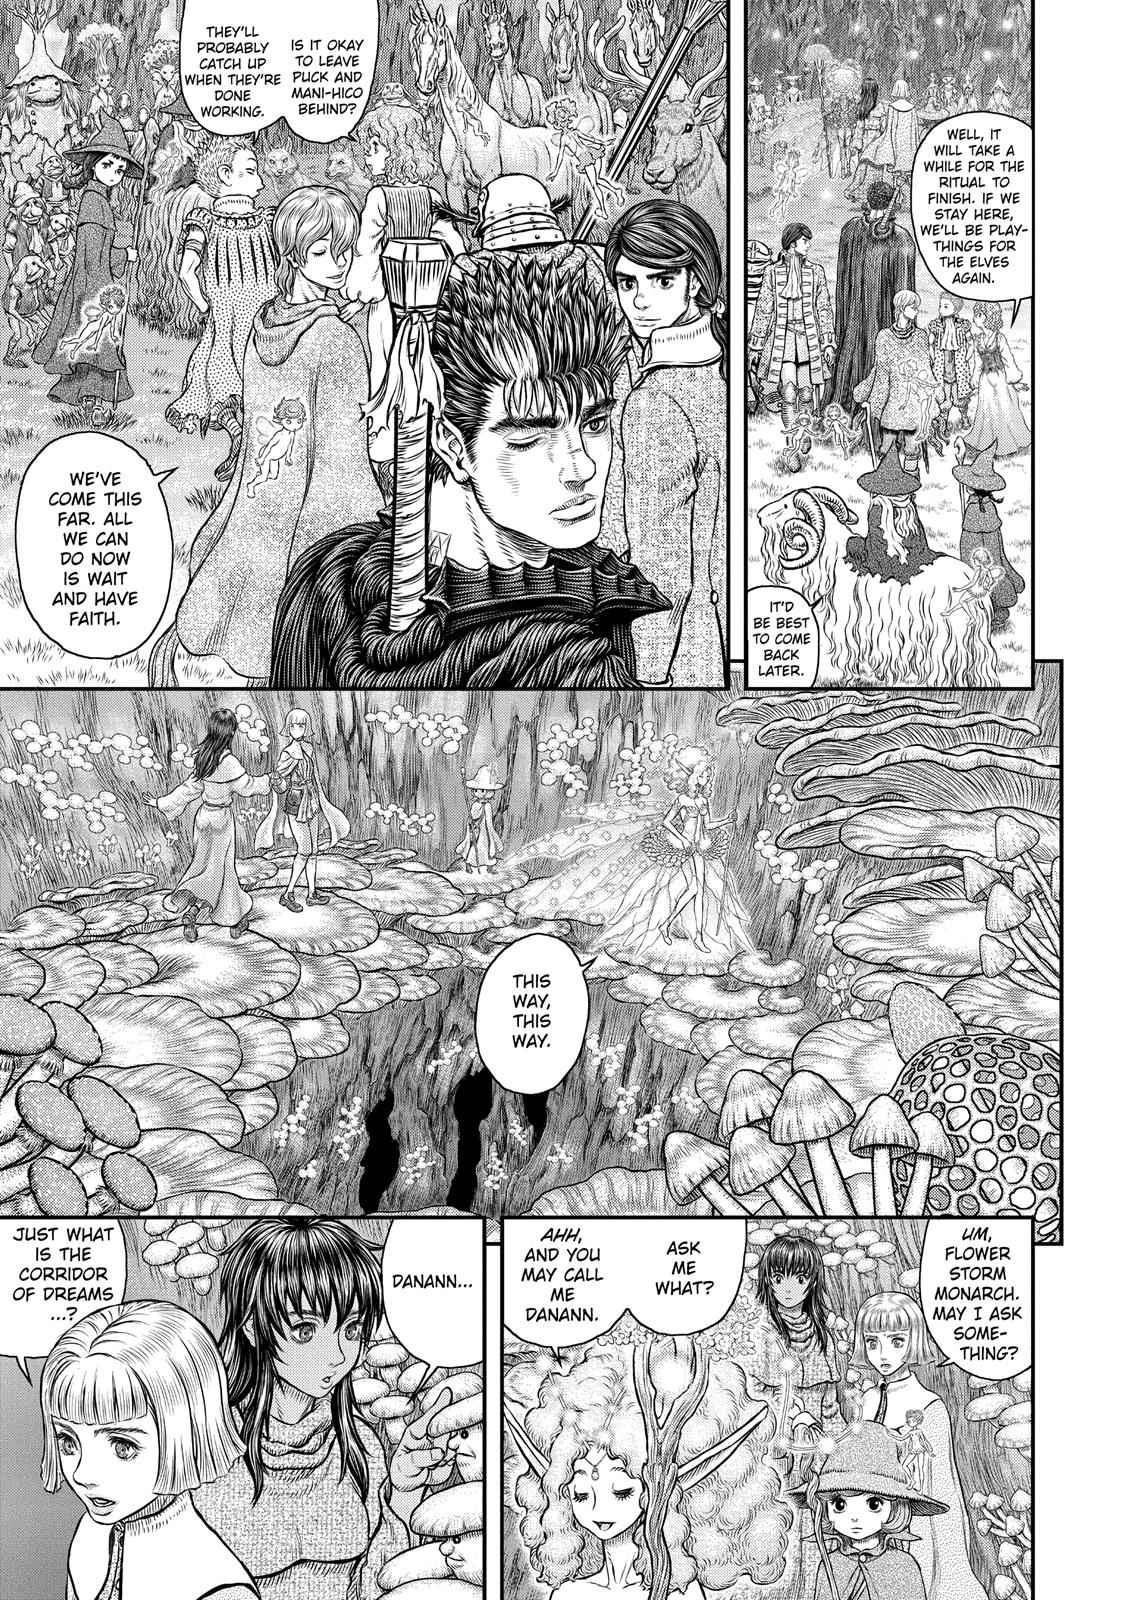 WELL, IT
WILL TAKE A
WHILE FOR THE
RITUAL TO
FINISH. IF WE
STAY HERE,
WE'LL BE PLAY-
THINGS FOR
THE ELVES
AGAIN.
IT'D
BE BEST
TO COME
BACK
LATER.
IS IT OKAY
TO LEAVE
PUCK AND
MANI-HICO
BEHIND?
THEY'LL
PROBABLY
CATCH UP
WHEN THEY'RE
DONE
WORKING.
WE'VE
COME THIS
FAR. ALL
WE CAN
DO NOW
IS WAIT
AND HAVE
FAITH.
THIS
WAY,
THIS
WAY.
UM,
FLOWER
STORM
MONARCH.
MAY I ASK
SOME-
THING?
ASK
ME
WHAT?
AHH,
AND YOU
MAY CALL
ME
DANANN.
DANANN...
JUST WHAT
IS THE
CORRIDOR
OF DREAMS
...?